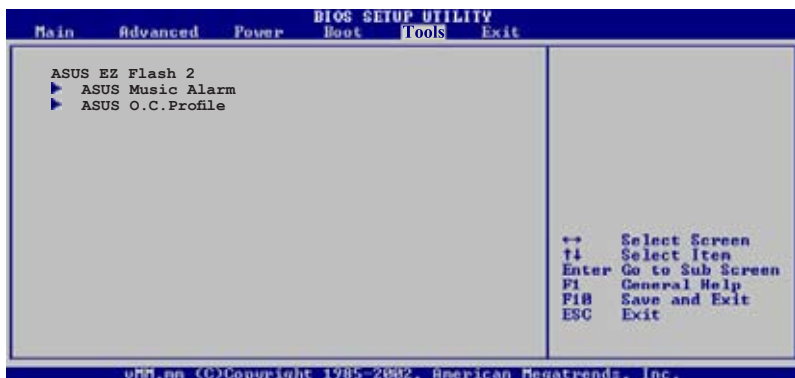 BIOS SETUP UTILITY
Main Advanced Power Boot Tools Exit
ASUS EZ Flash 2
ASUS Music Alarm
ASUS O.C.Profile
↔ Select Screen
↑↓ Select Item
Enter Go to Sub Screen
F1 General Help
F10 Save and Exit
ESC Exit
vMM.mm (C)Copyright 1985-2002, American Megatrends, Inc.